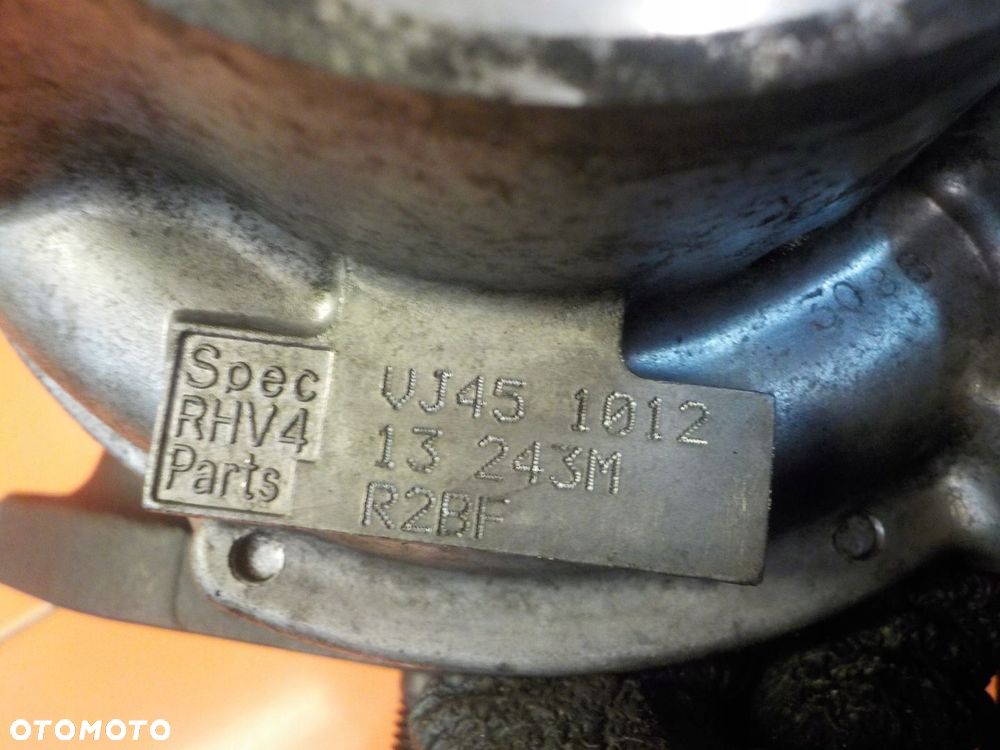 Spec
RHV4
Parts
VJ45 1012
13 243M
R2BF
OTOMOTO